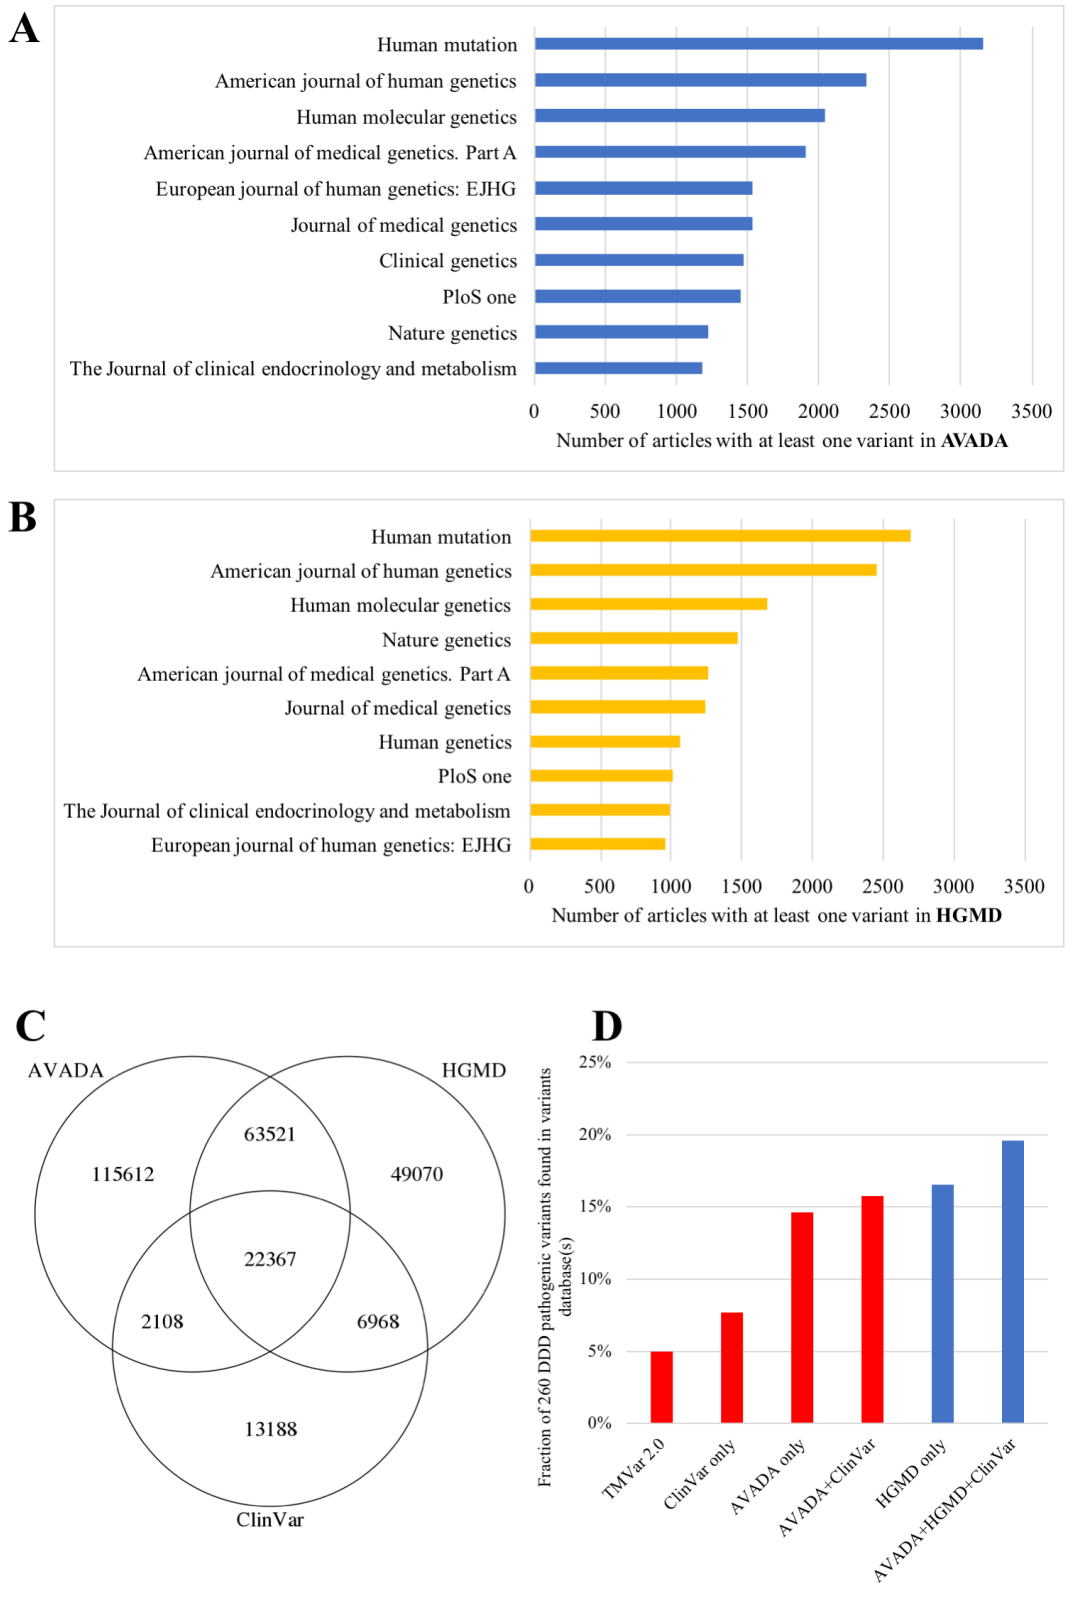 A
Human mutation
American journal of human genetics
Human molecular genetics
American journal of medical genetics. Part A
European journal of human genetics: EJHG
Journal of medical genetics
Clinical genetics
PloS one
Nature genetics
The Journal of clinical endocrinology and metabolism
0 500 1000 1500 2000 2500 3000 3500
Number of articles with at least one variant in AVADA
B
Human mutation
American journal of human genetics
Human molecular genetics
Nature genetics
American journal of medical genetics. Part A
Journal of medical genetics
Human genetics
PloS one
The Journal of clinical endocrinology and metabolism
European journal of human genetics: EJHG
0 500 1000 1500 2000 2500 3000 3500
Number of articles with at least one variant in HGMD
C
AVADA
HGMD
63521
115612
49070
22367
2108
6968
13188
ClinVar
D
Fraction of 260 DDD pathogenic variants found in variants
database(s)
25%
20%
15%
10%
5%
0%
TMVar 2.0
ClinVar only
AVADA only
AVADA+ClinVar
HGMD only
AVADA+HGMD+ClinVar